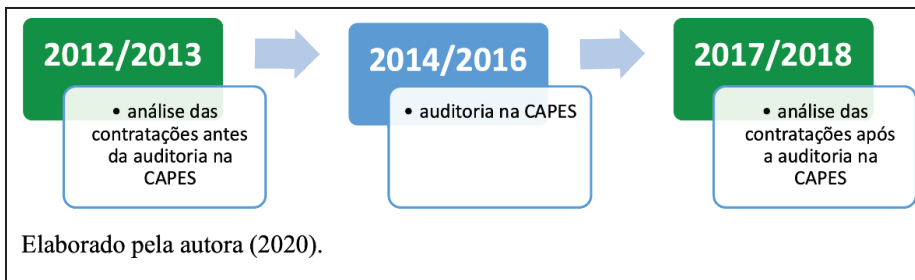 2012/2013
• análise das
contratações antes
da auditoria na
CAPES
2014/2016
• auditoria na CAPES
2017/2018
• análise das
contratações após
a auditoria na
CAPES
Elaborado pela autora (2020).